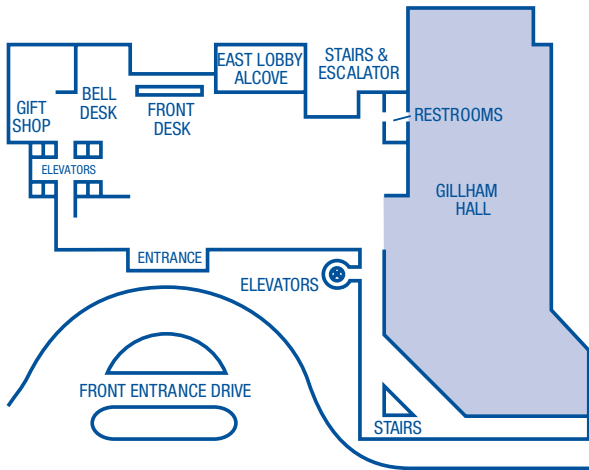 EAST LOBBY
ALCOVE
STAIRS &
ESCALATOR
GIFT
SHOP
BELL
DESK
FRONT
DESK
RESTROOMS
ELEVATORS
GILLHAM
HALL
ENTRANCE
ELEVATORS
FRONT ENTRANCE DRIVE
STAIRS